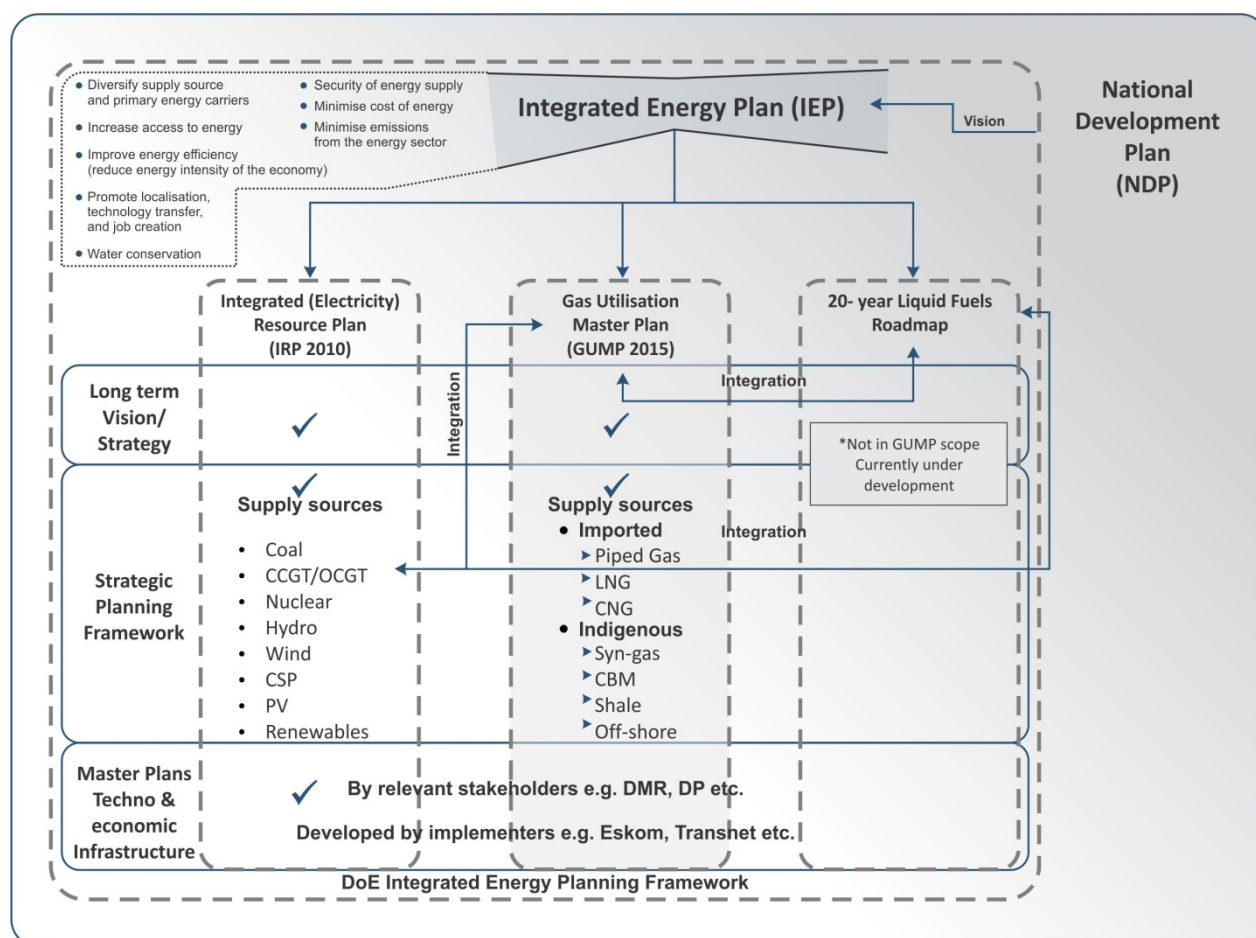 Diversify supply source
and primary energy carriers
Increase access to energy
Improve energy efficiency
(reduce energy intensity of the economy)
Promote localisation,
technology transfer,
and job creation
Water conservation
Security of energy supply
Minimise cost of energy
Minimise emissions
from the energy sector
Integrated Energy Plan (IEP)
Vision
National
Development
Plan
(NDP)
Integrated (Electricity)
Resource Plan
(IRP 2010)
Gas Utilisation
Master Plan
(GUMP 2015)
20- year Liquid Fuels
Roadmap
Long term
Vision/
Strategy
Integration
Integration
*Not in GUMP scope
Currently under
development
Strategic
Planning
Framework
Supply sources
• Coal
• CCGT/OCGT
• Nuclear
• Hydro
• Wind
• CSP
• PV
• Renewables
Supply sources
• Imported
Piped Gas
LNG
CNG
• Indigenous
Syn-gas
CBM
Shale
Off-shore
Integration
Master Plans
Techno &
economic
Infrastructure
By relevant stakeholders e.g. DMR, DP etc.
Developed by implementers e.g. Eskom, Transnet etc.
DoE Integrated Energy Planning Framework